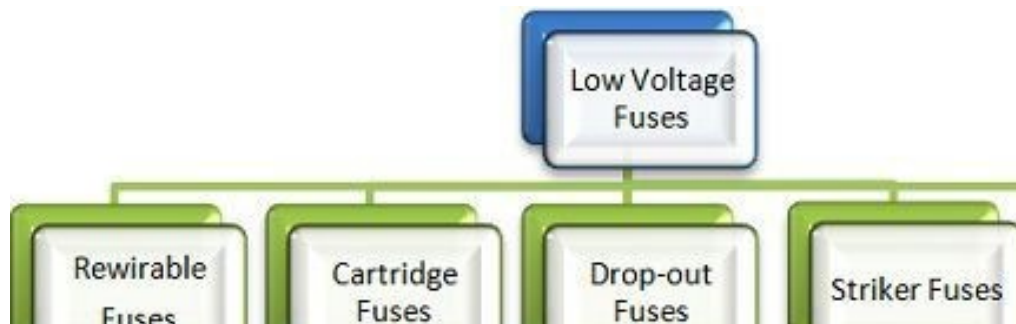 Low Voltage
Fuses
Rewirable
Fuses
Cartridge
Fuses
Drop-out
Fuses
Striker Fuses